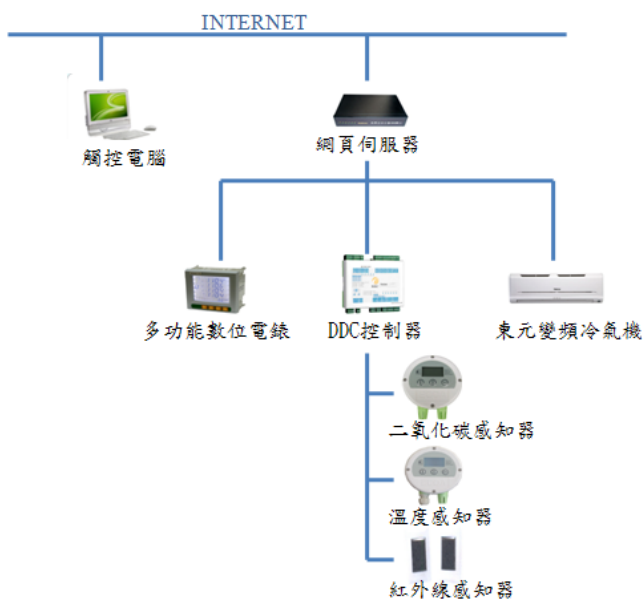 INTERNET
觸控電腦
網頁伺服器
多功能數位電錶
DDC控制器
東元變頻冷氣機
二氧化碳感知器
溫度感知器
紅外線感知器